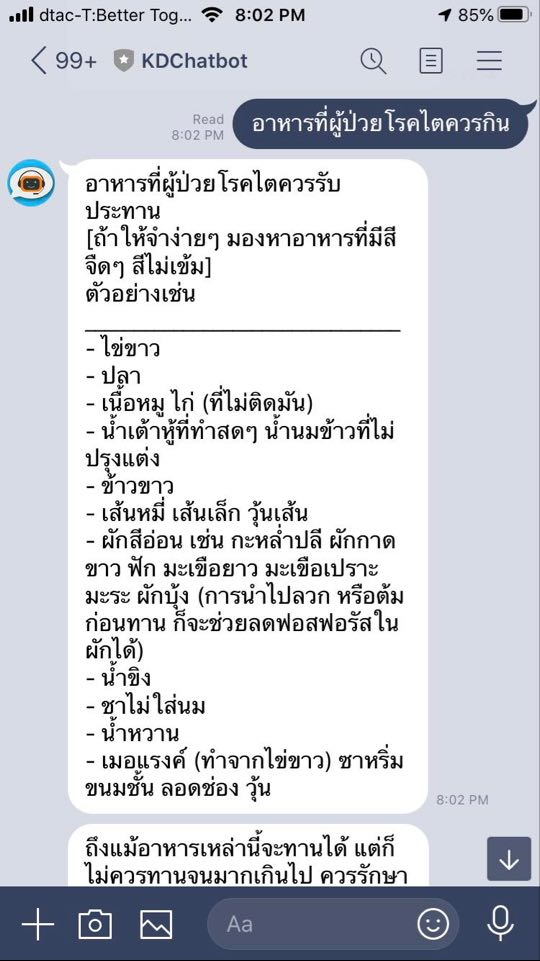 dtac-T:Better Tog... 8:02 PM 85%
99+ KDChatbot
Read
8:02 PM
อาหารที่ผู้ป่วยโรคไตควรกิน
อาหารที่ผู้ป่วยโรคไตควรรับ
ประทาน
[ถ้าให้จำง่ายๆ มองหาอาหารที่มีสี
จืดๆ สีไม่เข้ม]
ตัวอย่างเช่น
______________________________
- ไข่ขาว
- ปลา
- เนื้อหมู ไก่ (ที่ไม่ติดมัน)
- น้ำเต้าหู้ที่ทำสดๆ น้ำนมข้าวที่ไม่
ปรุงแต่ง
- ข้าวขาว
- เส้นหมี่ เส้นเล็ก วุ้นเส้น
- ผักสีอ่อน เช่น กะหล่ำปลี ผักกาด
ขาว ฟัก มะเขือยาว มะเขือเปราะ
มะระ ผักบุ้ง (การนำไปลวก หรือต้ม
ก่อนทาน ก็จะช่วยลดฟอสฟอรัสใน
ผักได้)
- น้ำขิง
- ชาไม่ใส่นม
- น้ำหวาน
- เมอแรงค์ (ทำจากไข่ขาว) ซาหริ่ม
ขนมชั้น ลอดช่อง วุ้น
8:02 PM
ถึงแม้อาหารเหล่านี้จะทานได้ แต่ก็
ไม่ควรทานจนมากเกินไป ควรรักษา
Aa